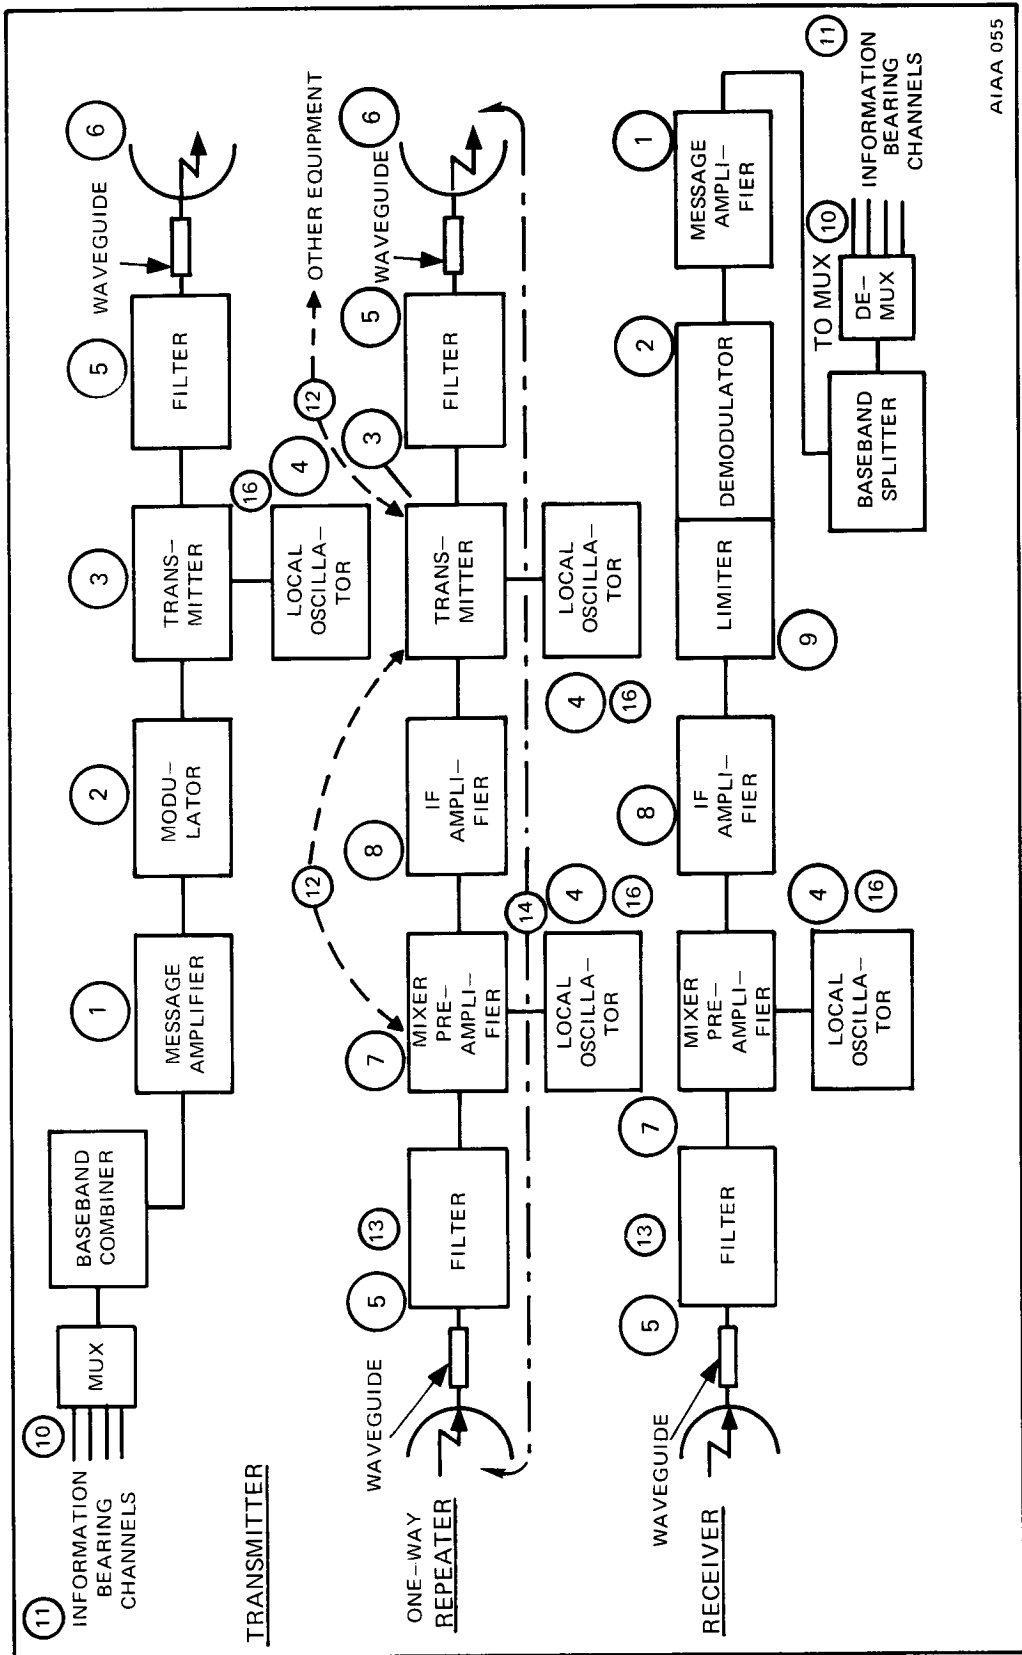 11
INFORMATION
BEARING
CHANNELS
10
MUX
BASEBAND
COMBINER
1
MESSAGE
AMPLIFIER
2
MODU–
LATOR
3
TRANS–
MITTER
16
4
LOCAL
OSCILLA–
TOR
5
FILTER
WAVEGUIDE
6
TRANSMITTER
12
12
OTHER EQUIPMENT
ONE–WAY
REPEATER
WAVEGUIDE
5
13
FILTER
7
MIXER
PRE–
AMPLI–
FIER
14
4
16
LOCAL
OSCILLA–
TOR
8
IF
AMPLI–
FIER
3
TRANS–
MITTER
4
16
LOCAL
OSCILLA–
TOR
5
FILTER
WAVEGUIDE
6
RECEIVER
WAVEGUIDE
5
13
FILTER
7
MIXER
PRE–
AMPLI–
FIER
4
16
LOCAL
OSCILLA–
TOR
8
IF
AMPLI–
FIER
9
LIMITER
2
DEMODULATOR
1
MESSAGE
AMPLI–
FIER
BASEBAND
SPLITTER
TO MUX
10
DE–
MUX
11
INFORMATION
BEARING
CHANNELS
AIAA 055